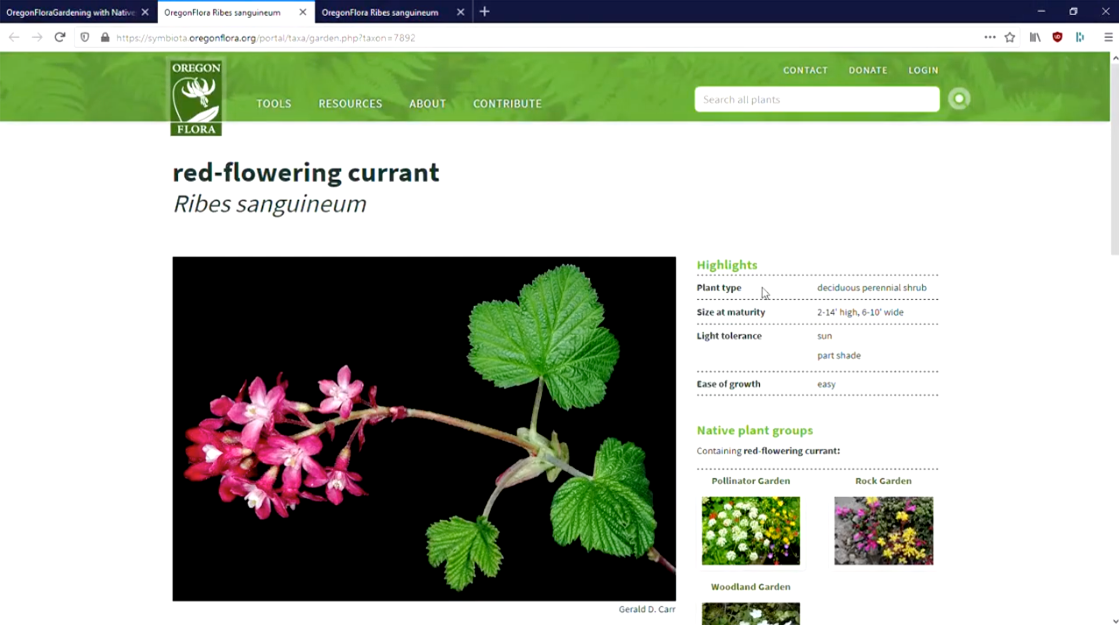 OregonFloraGardening with Native
OregonFlora Ribes sanguineum
OregonFlora Ribes sanguineum
https://symbiota.oregonflora.org/portal/taxa/garden.php?taxon=7892
CONTACT DONATE LOGIN
OREGON
FLORA
TOOLS RESOURCES ABOUT CONTRIBUTE
Search all plants
red-flowering currant
Ribes sanguineum
Highlights
Plant type deciduous perennial shrub
Size at maturity 2-14' high, 6-10' wide
Light tolerance sun
part shade
Ease of growth easy
Native plant groups
Containing red-flowering currant:
Pollinator Garden Rock Garden
Woodland Garden
Gerald D. Carr